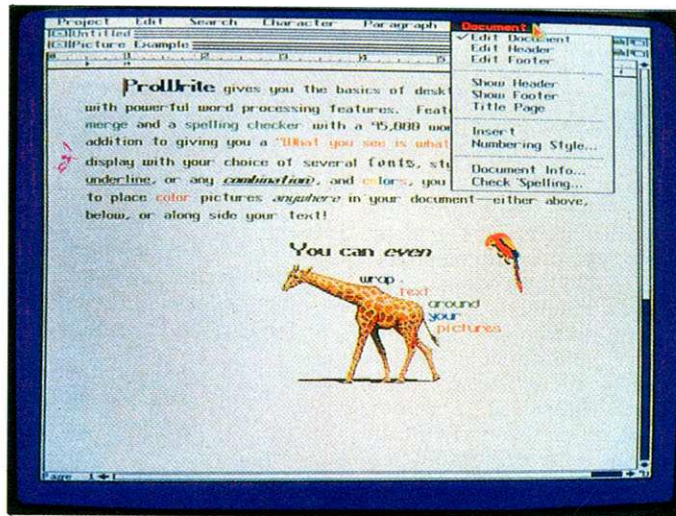 Project Edit Search Character Paragraph Document
Untitled
Picture Example
✓Edit Document
Edit Header
Edit Footer
Show Header
Show Footer
Title Page
Insert
Numbering Style...
Document Info...
Check Spelling...
ProWrite gives you the basics of deskt
with powerful word processing features. Feat
merge and a spelling checker with a 95,000 wor
addition to giving you a "What you see is what
display with your choice of several fonts, sty
underline, or any combination, and colors, you
to place color pictures anywhere in your document—either above,
below, or along side your text!
You can even
wrap
text
around
your
pictures
Page 1